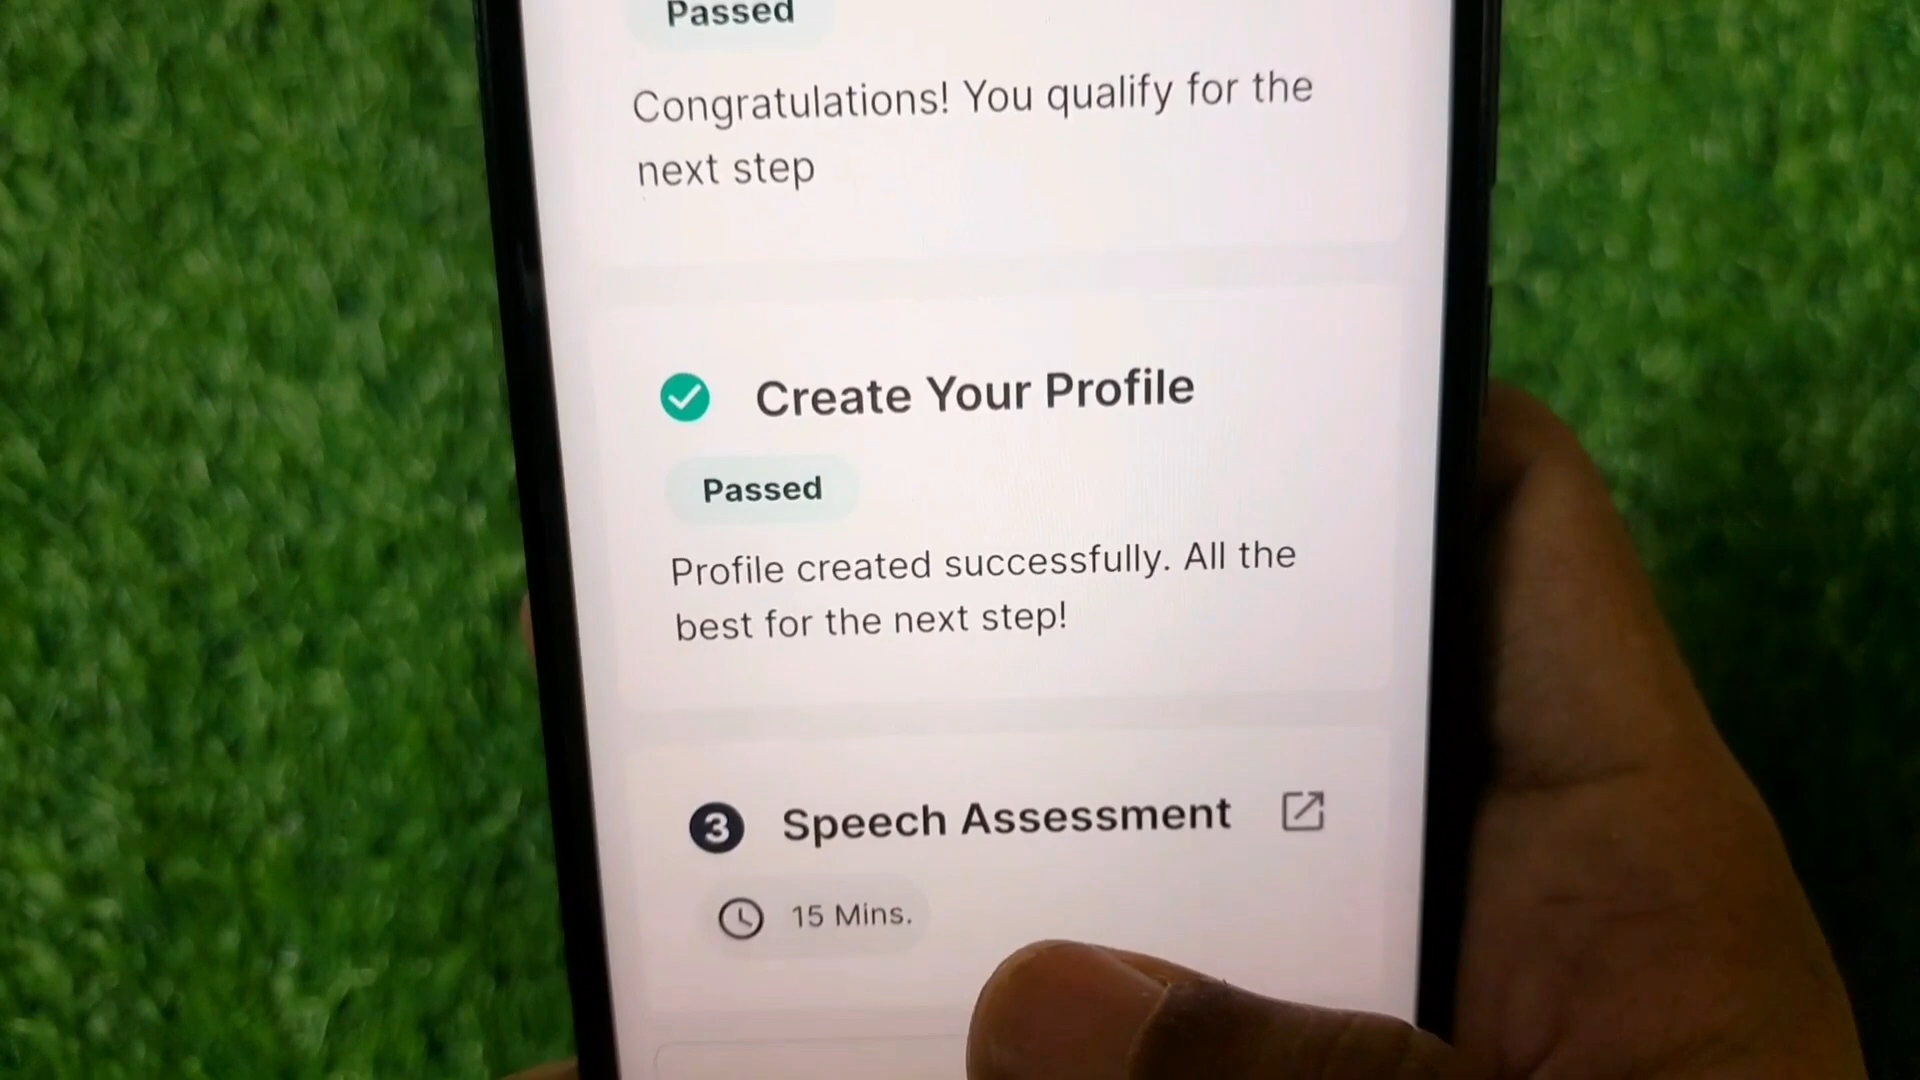 Passed
Congratulations! You qualify for the
next step
Create Your Profile
Passed
Profile created successfully. All the
best for the next step!
3 Speech Assessment
15 Mins.